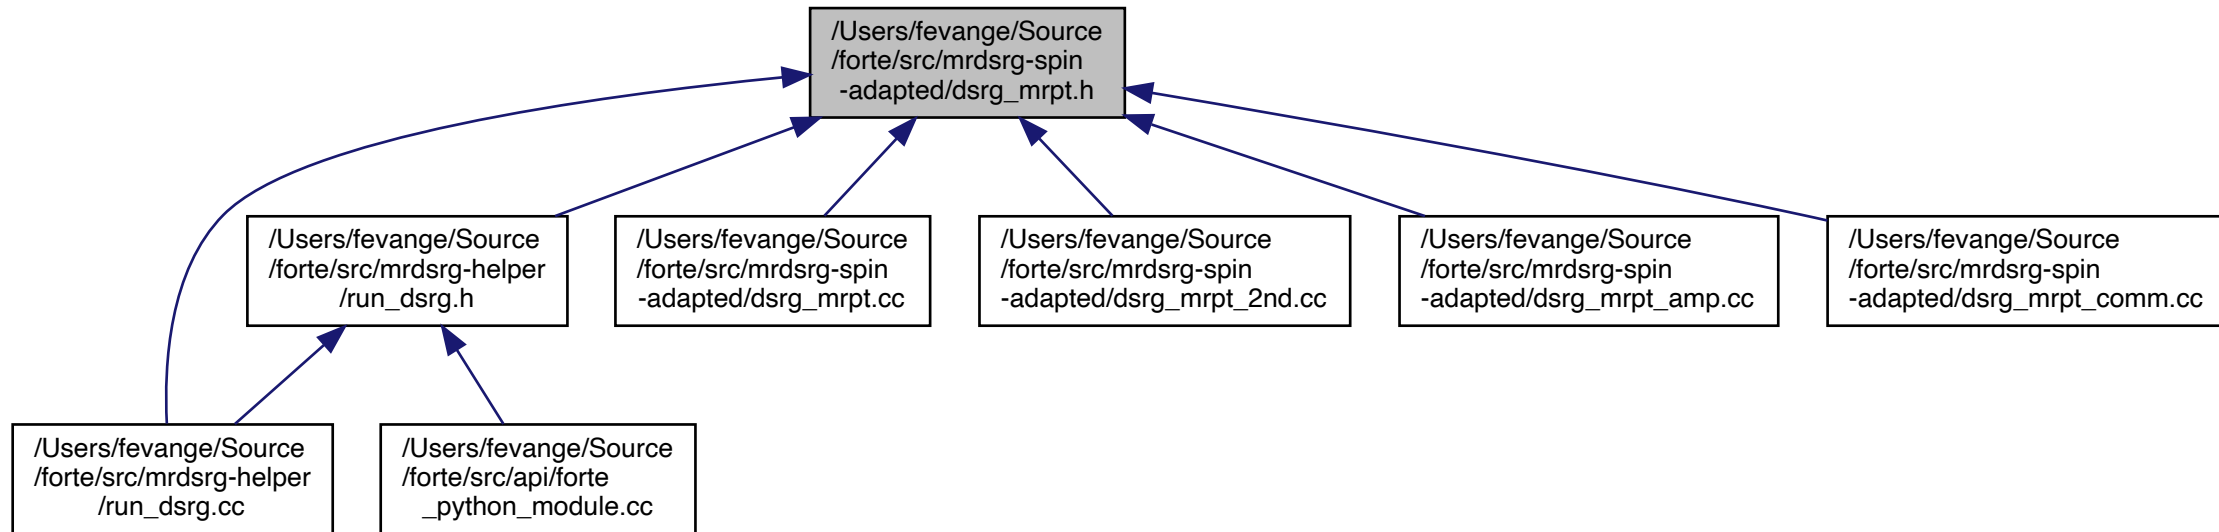 /Users/fevange/Source
/forte/src/mrdsrg-spin
-adapted/dsrg_mrpt.h
/Users/fevange/Source
/forte/src/mrdsrg-helper
/run_dsrg.h
/Users/fevange/Source
/forte/src/mrdsrg-spin
-adapted/dsrg_mrpt.cc
/Users/fevange/Source
/forte/src/mrdsrg-spin
-adapted/dsrg_mrpt_2nd.cc
/Users/fevange/Source
/forte/src/mrdsrg-spin
-adapted/dsrg_mrpt_amp.cc
/Users/fevange/Source
/forte/src/mrdsrg-spin
-adapted/dsrg_mrpt_comm.cc
/Users/fevange/Source
/forte/src/mrdsrg-helper
/run_dsrg.cc
/Users/fevange/Source
/forte/src/api/forte
_python_module.cc